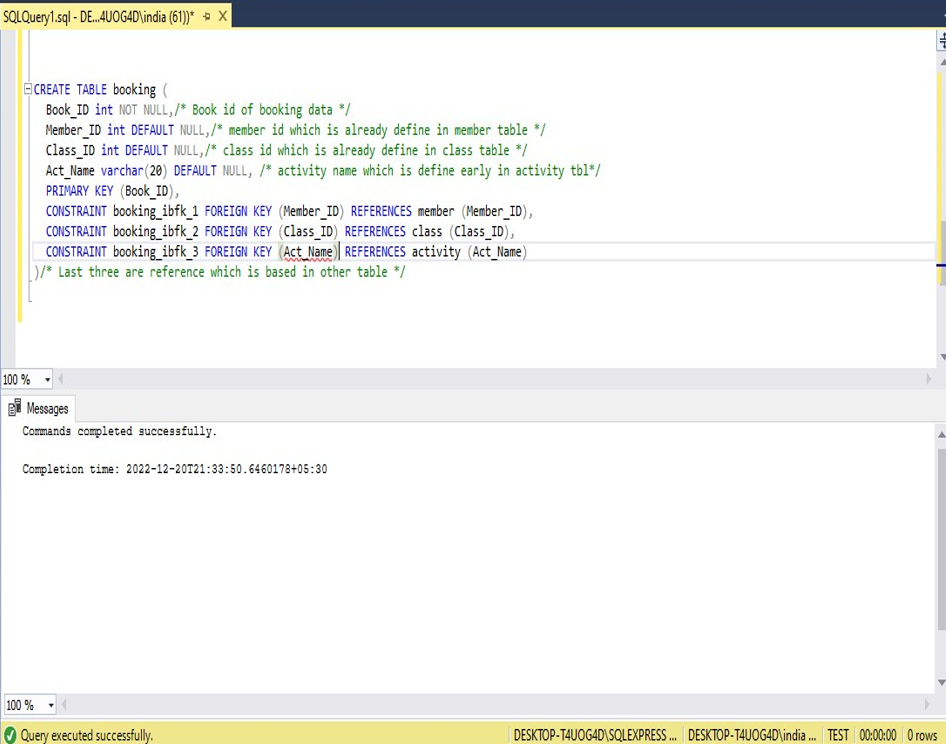 SQLQuery1.sql - DE...4UOG4D\india (61))* X
CREATE TABLE booking (
Book_ID int NOT NULL,/* Book id of booking data */
Member_ID int DEFAULT NULL,/* member id which is already define in member table */
Class_ID int DEFAULT NULL,/* class id which is already define in class table */
Act_Name varchar(20) DEFAULT NULL, /* activity name which is define early in activity tbl*/
PRIMARY KEY (Book_ID),
CONSTRAINT booking_ibfk_1 FOREIGN KEY (Member_ID) REFERENCES member (Member_ID),
CONSTRAINT booking_ibfk_2 FOREIGN KEY (Class_ID) REFERENCES class (Class_ID),
CONSTRAINT booking_ibfk_3 FOREIGN KEY (Act_Name) REFERENCES activity (Act_Name)
)/* Last three are reference which is based in other table */
100 %
Messages
Commands completed successfully.
Completion time: 2022-12-20T21:33:50.6460178+05:30
100 %
Query executed successfully. DESKTOP-T4UOG4D\SQLEXPRESS ... DESKTOP-T4UOG4D\india ... TEST 00:00:00 0 rows